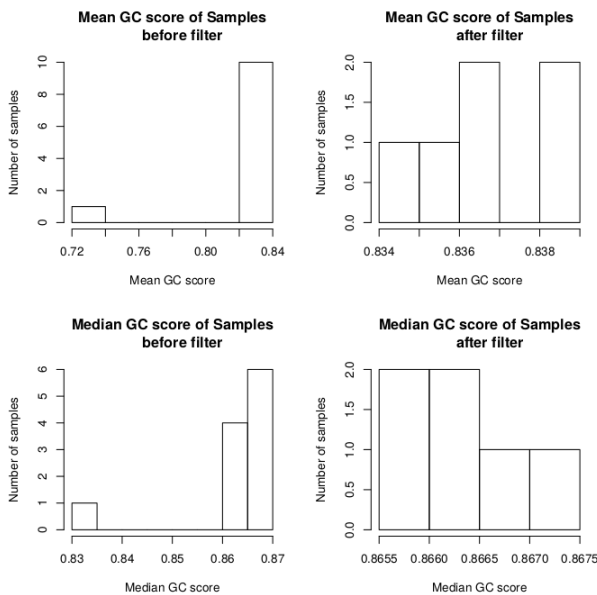 Mean GC score of Samples
before filter
Number of samples
10
8
6
4
2
0
0.72
0.76
0.80
0.84
Mean GC score
Mean GC score of Samples
after filter
Number of samples
2.0
1.5
1.0
0.5
0.0
0.834
0.836
0.838
Mean GC score
Median GC score of Samples
before filter
Number of samples
6
5
4
3
2
1
0
0.83
0.84
0.85
0.86
0.87
Median GC score
Median GC score of Samples
after filter
Number of samples
2.0
1.5
1.0
0.5
0.0
0.8655
0.8660
0.8665
0.8670
0.8675
Median GC score